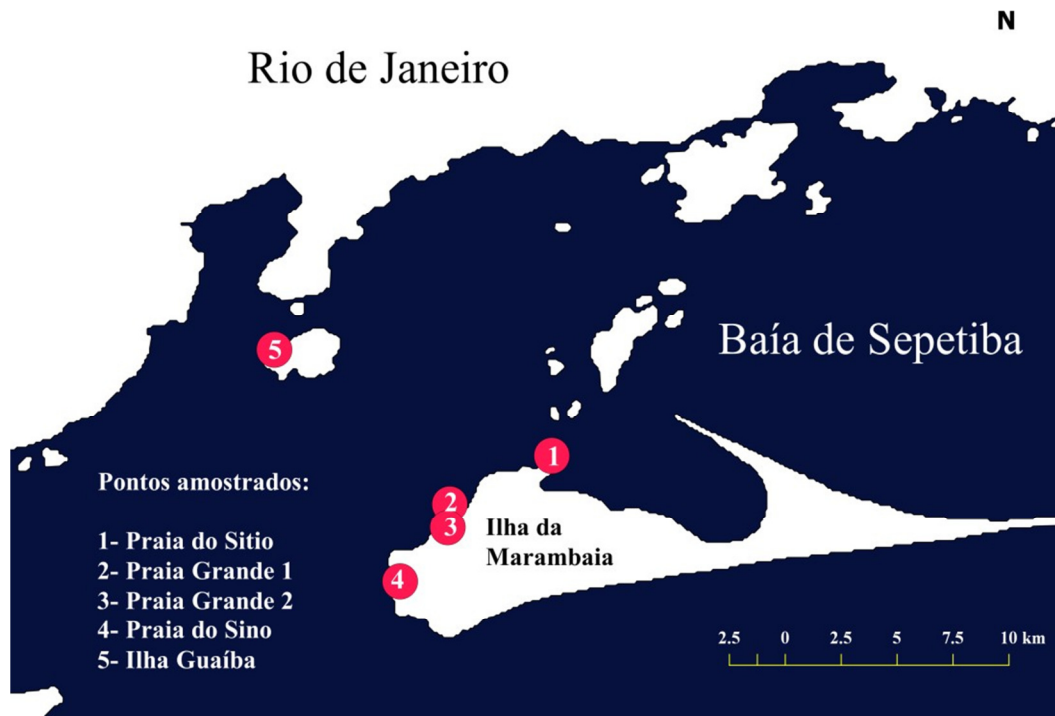 N
Rio de Janeiro
Baía de Sepetiba
5
1
2
3
4
Ilha da
Marambaia
Pontos amostrados:
1- Praia do Sitio
2- Praia Grande 1
3- Praia Grande 2
4- Praia do Sino
5- Ilha Guaíba
2.5 0 2.5 5 7.5 10 km